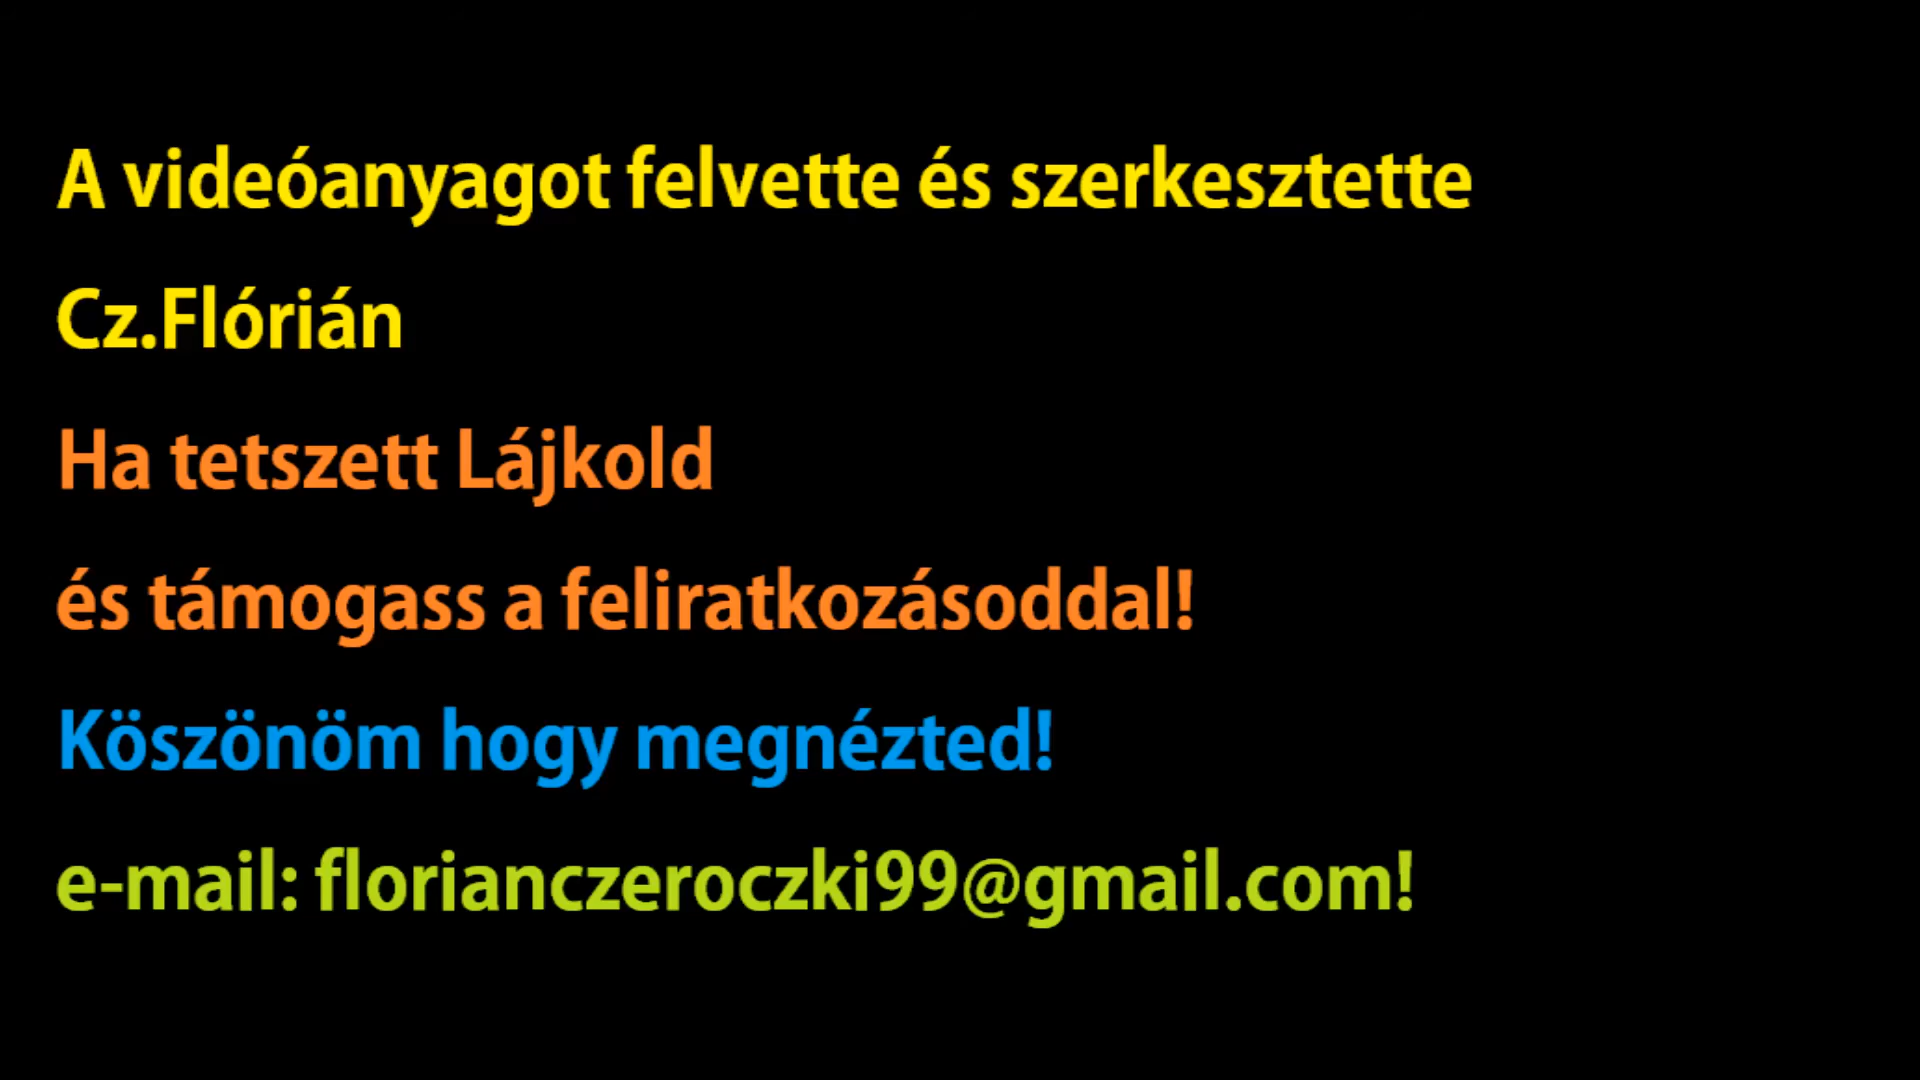 A videóanyagot felvette és szerkesztette
Cz.Flórián
Ha tetszett Lájkold
és támogass a feliratkozásoddal!
Köszönöm hogy megnézted!
e-mail: florianczeroczki99@gmail.com!